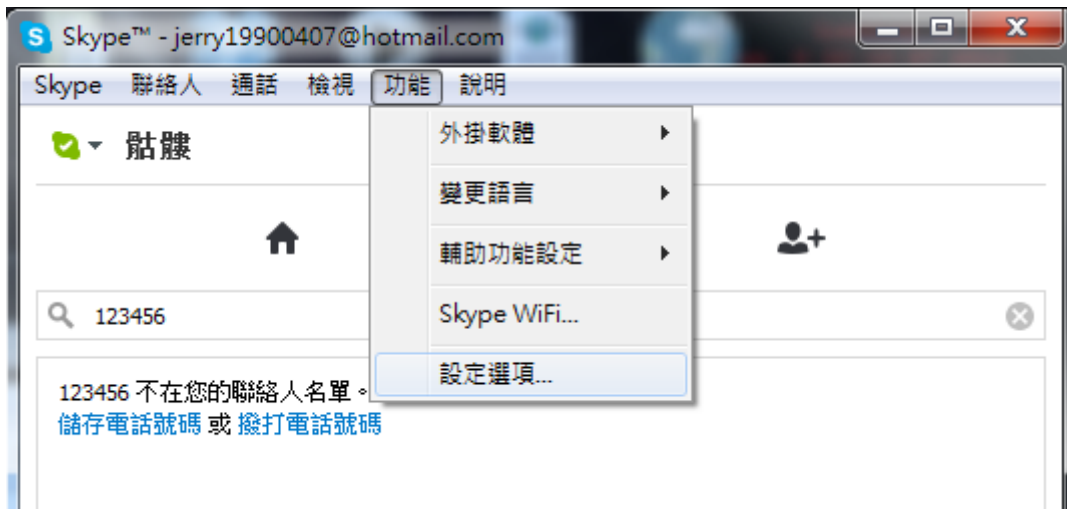 Skype™ - jerry19900407@hotmail.com
Skype 聯絡人 通話 檢視 功能 說明
骷髏
外掛軟體
變更語言
輔助功能設定
Skype WiFi...
設定選項...
123456
123456 不在您的聯絡人名單。
儲存電話號碼 或 撥打電話號碼